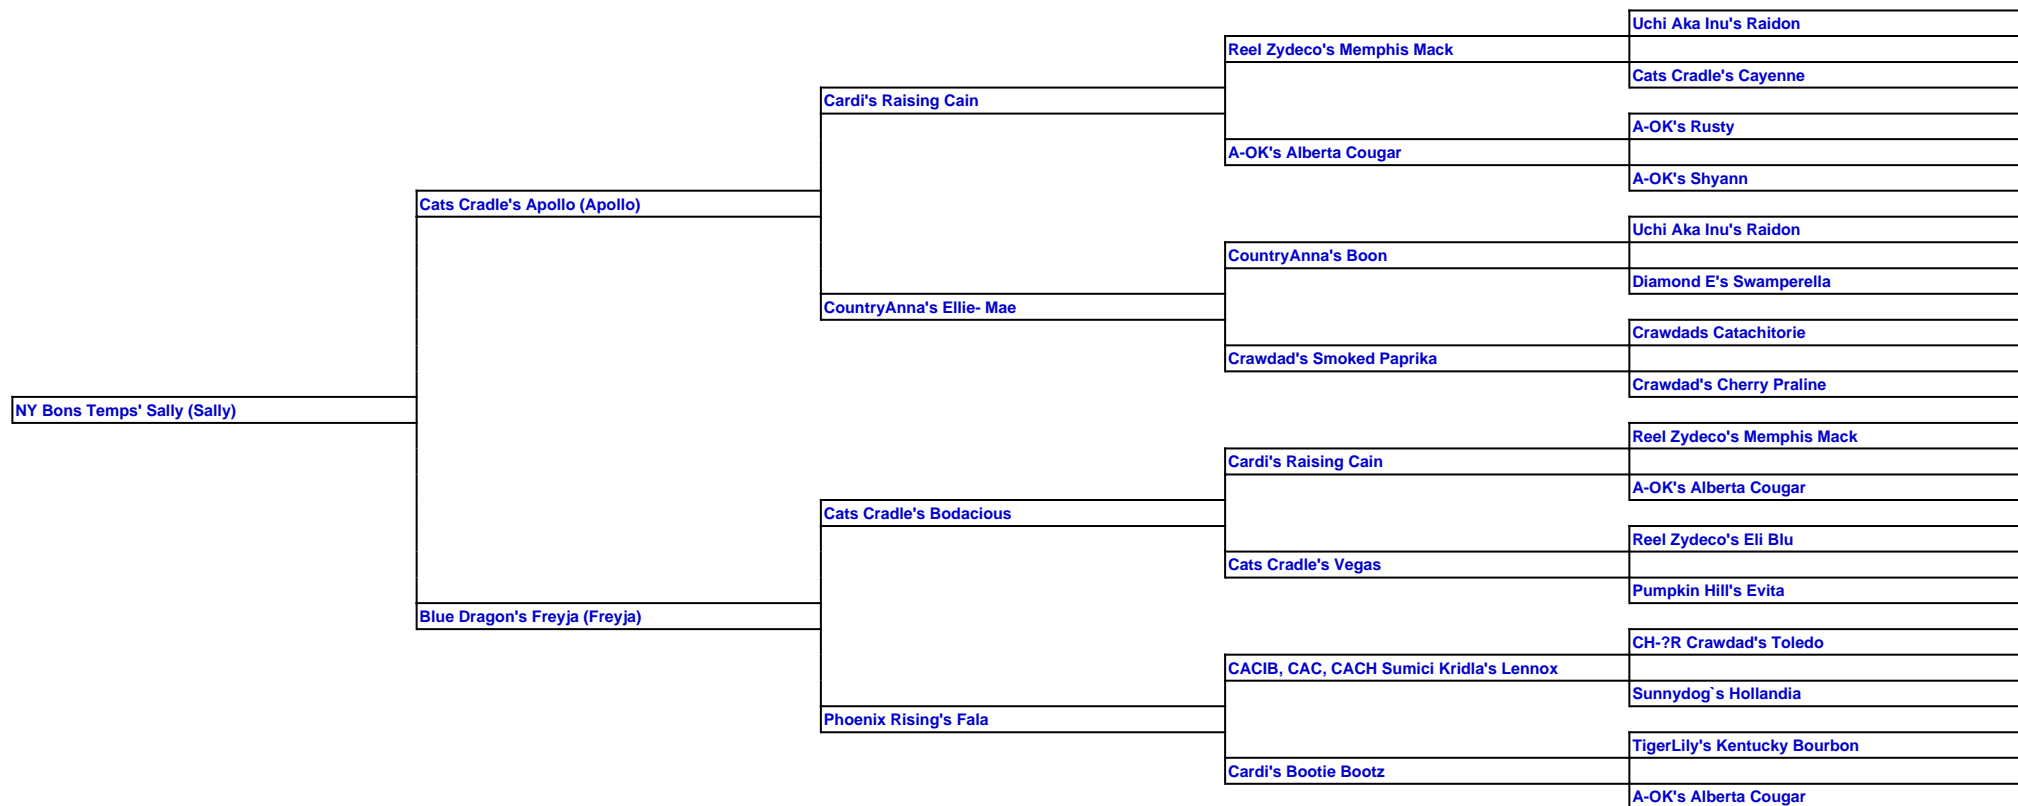 Uchi Aka Inu's Raidon
Reel Zydeco's Memphis Mack
Cats Cradle's Cayenne
Cardi's Raising Cain
A-OK's Rusty
A-OK's Alberta Cougar
A-OK's Shyann
Cats Cradle's Apollo (Apollo)
Uchi Aka Inu's Raidon
CountryAnna's Boon
Diamond E's Swamperella
CountryAnna's Ellie- Mae
Crawdads Catachitorie
Crawdad's Smoked Paprika
Crawdad's Cherry Praline
NY Bons Temps' Sally (Sally)
Reel Zydeco's Memphis Mack
Cardi's Raising Cain
A-OK's Alberta Cougar
Cats Cradle's Bodacious
Reel Zydeco's Eli Blu
Cats Cradle's Vegas
Pumpkin Hill's Evita
Blue Dragon's Freyja (Freyja)
CH-?R Crawdad's Toledo
CACIB, CAC, CACH Sumici Kridla's Lennox
Sunnydog`s Hollandia
Phoenix Rising's Fala
TigerLily's Kentucky Bourbon
Cardi's Bootie Bootz
A-OK's Alberta Cougar